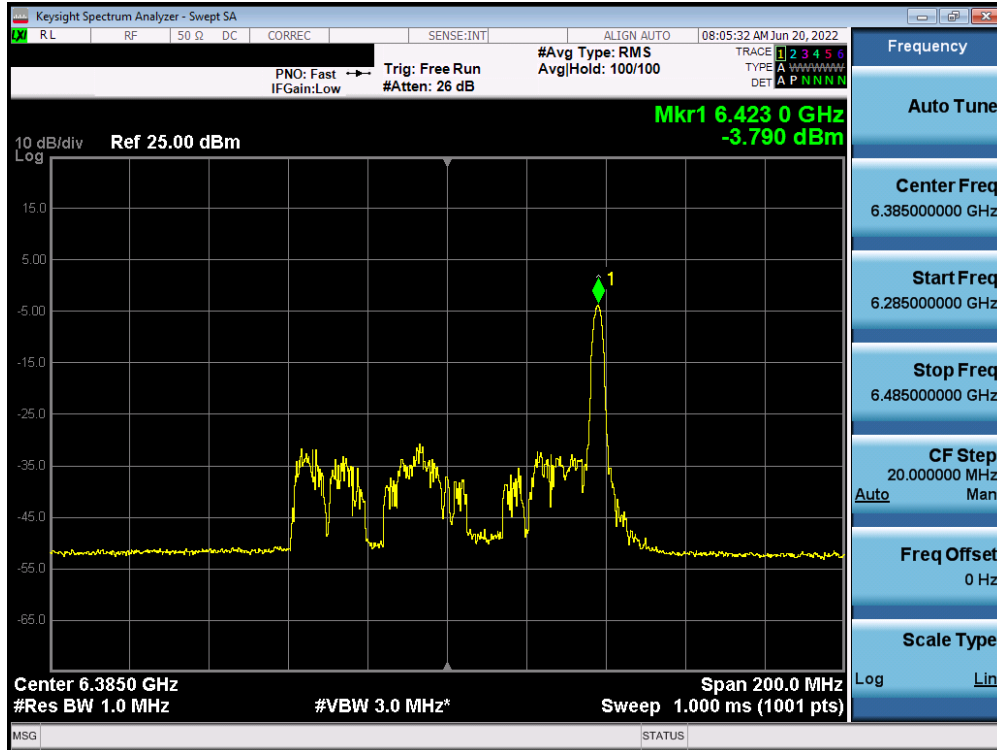 Keysight Spectrum Analyzer - Swept SA
LXI RL RF 50 Ω DC CORREC SENSE:INT ALIGN AUTO 08:05:32 AM Jun 20, 2022
PNO: Fast
IFGain:Low
Trig: Free Run
#Atten: 26 dB
#Avg Type: RMS
Avg|Hold: 100/100
TRACE 1 2 3 4 5 6
TYPE A WWWWW
DET A P N N N N
Mkr1 6.423 0 GHz
-3.790 dBm
10 dB/div Ref 25.00 dBm
Log
15.0
5.00
-5.00
-15.0
-25.0
-35.0
-45.0
-55.0
-65.0
1
Center 6.3850 GHz Span 200.0 MHz
#Res BW 1.0 MHz #VBW 3.0 MHz* Sweep 1.000 ms (1001 pts)
MSG STATUS
Frequency
Auto Tune
Center Freq
6.385000000 GHz
Start Freq
6.285000000 GHz
Stop Freq
6.485000000 GHz
CF Step
20.000000 MHz
Auto Man
Freq Offset
0 Hz
Scale Type
Log Lin